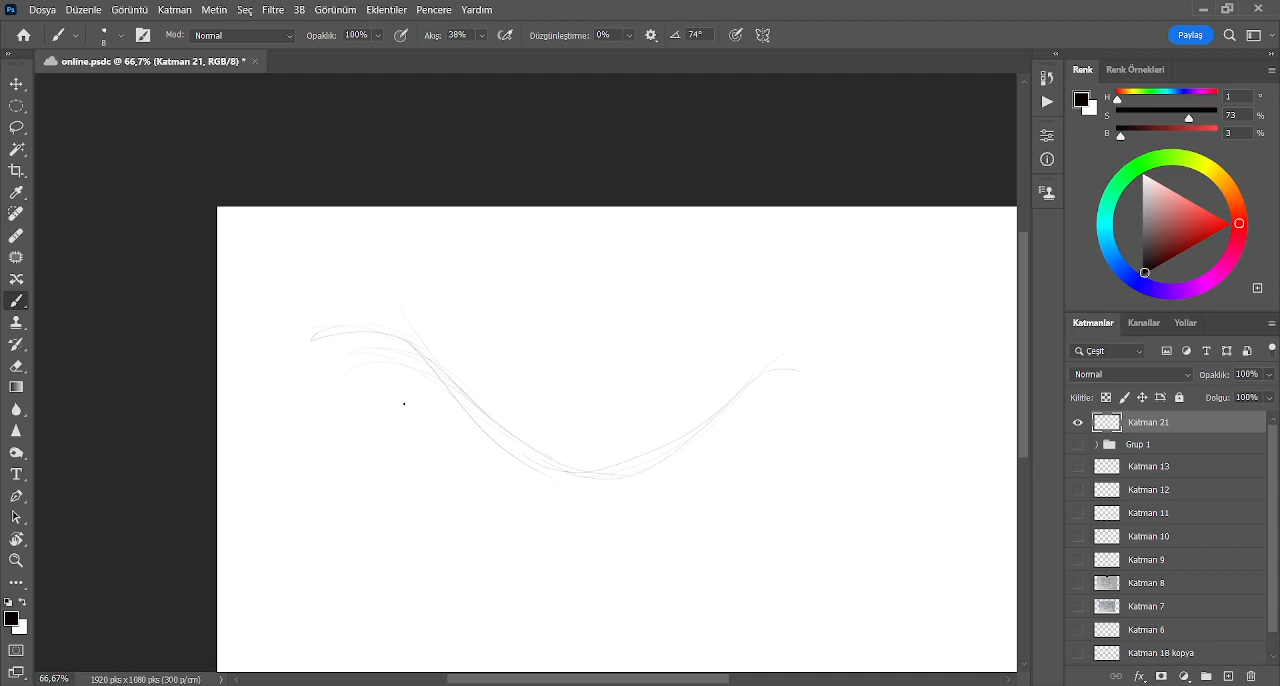 Ps Dosya Düzenle Görüntü Katman Metin Seç Filtre 3B Görünüm Eklentiler Pencere Yardım
8 Mod: Normal Opaklık: 100% Akış: 38% Düzgünleştirme: 0% 74° Paylaş
online.psdc @ 66,7% (Katman 21, RGB/8) *
Renk Renk Örnekleri
H 1 °
S 73 %
B 3 %
Katmanlar Kanallar Yollar
Çeşit
Normal Opaklık: 100%
Kilitle: Dolgu: 100%
Katman 21
Grup 1
Katman 13
Katman 12
Katman 11
Katman 10
Katman 9
Katman 8
Katman 7
Katman 6
Katman 18 kopya
66,67% 1920 pks x 1080 pks (300 p/cm)
fx